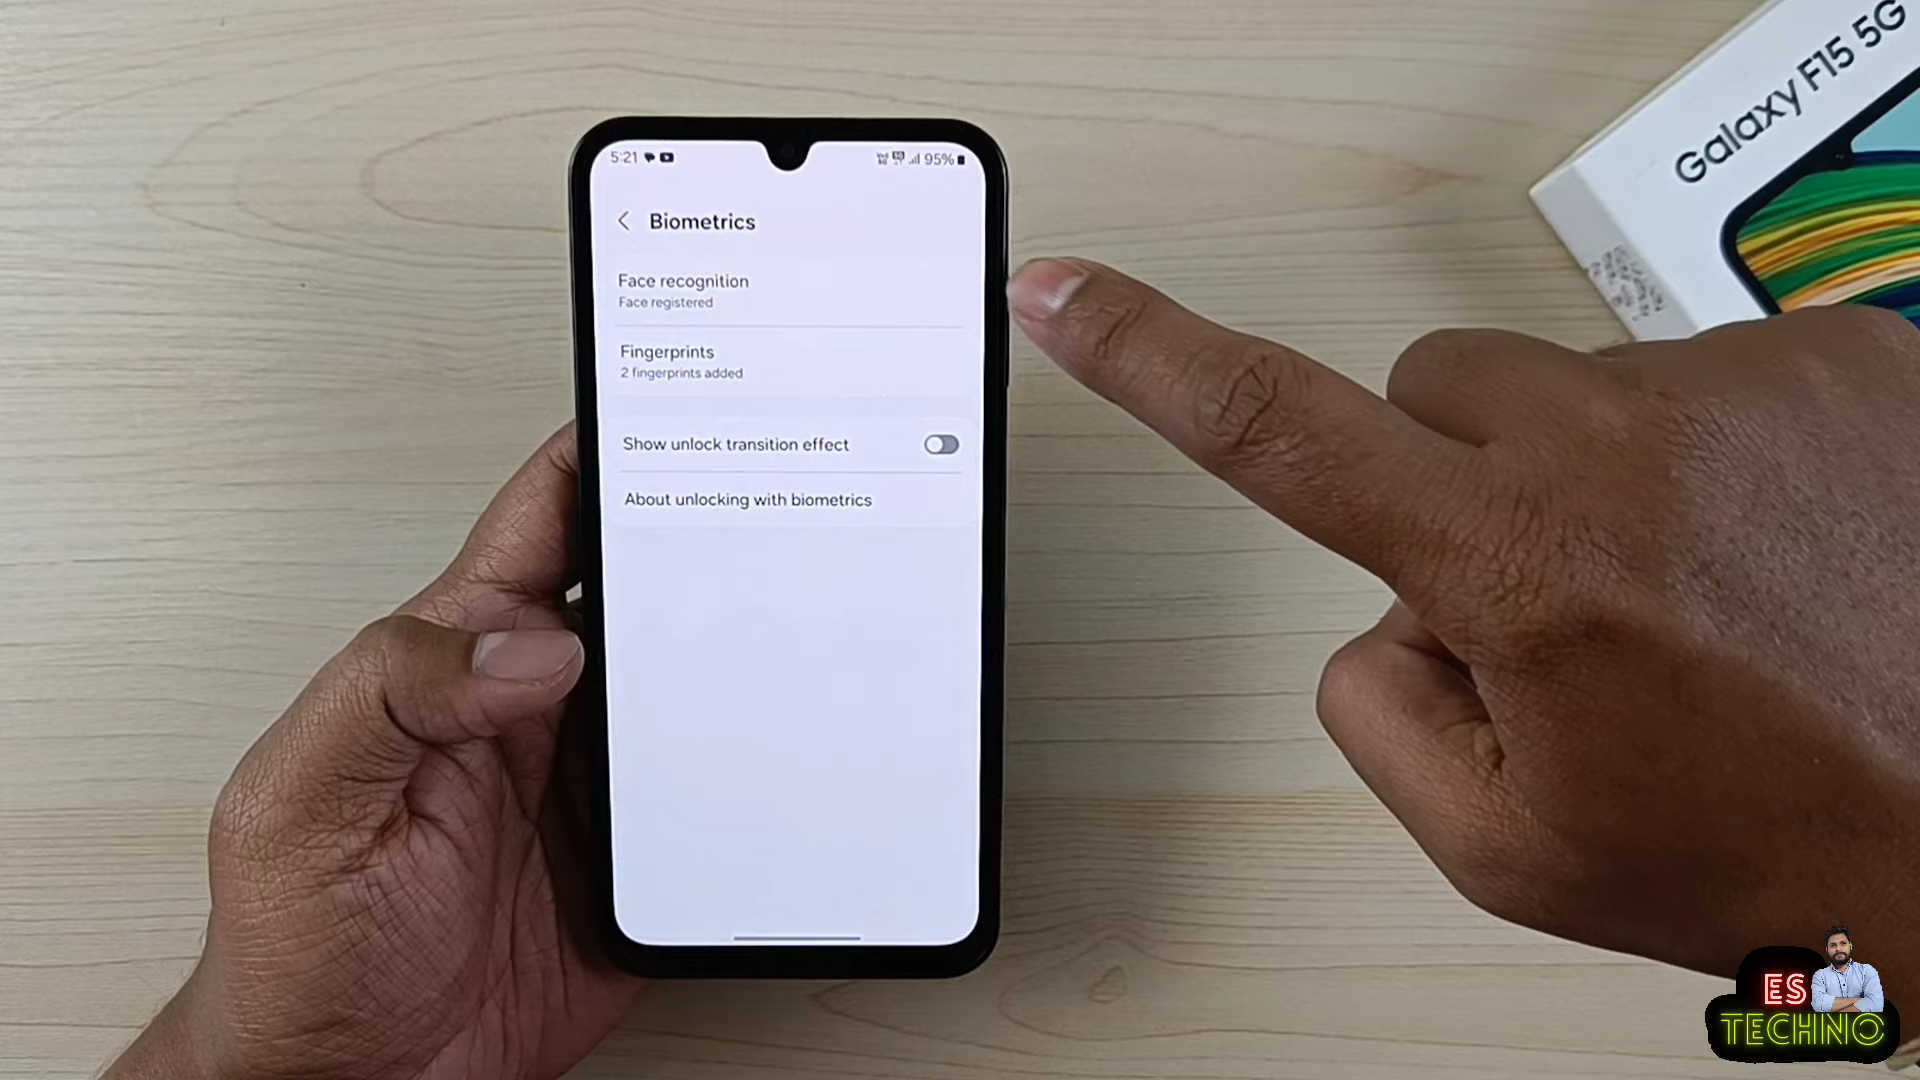 Galaxy F15 5G
5:21
95%
Biometrics
Face recognition
Face registered
Fingerprints
2 fingerprints added
Show unlock transition effect
About unlocking with biometrics
ES
TECHNO